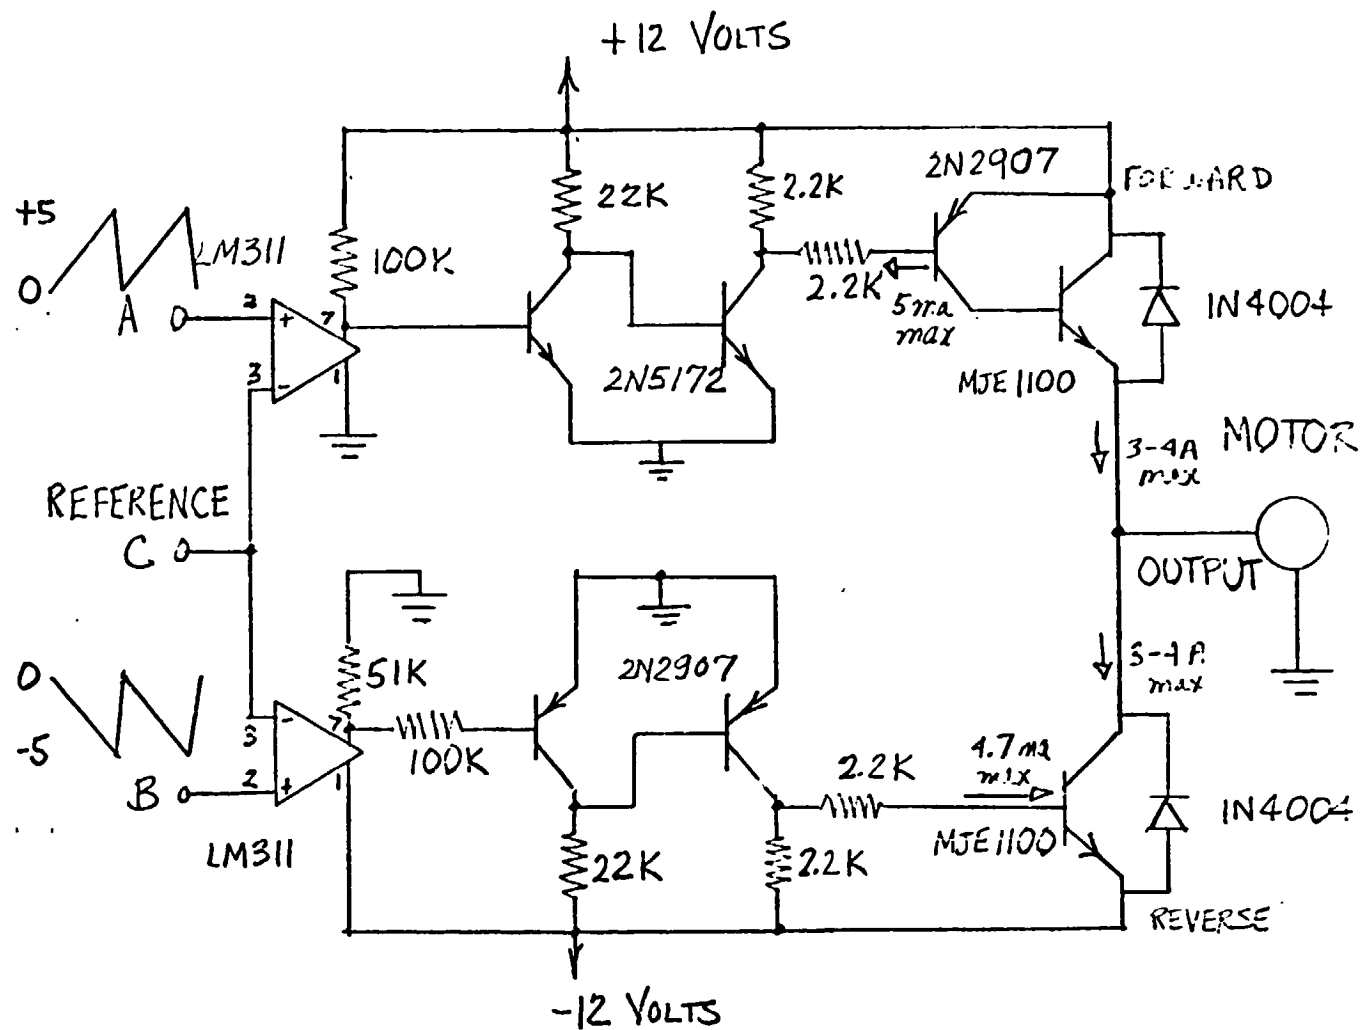 +12 VOLTS
2N2907
FORWARD
22K
2.2K
+5
LM311
100K
0
A
2
7
+
2.2K
5ma
max
1N4004
3
-
1
2N5172
MJE1100
MOTOR
3-4A
max
REFERENCE
C
OUTPUT
0
51K
2N2907
3-4A
max
-5
3
-
7
100K
4.7ma
max
2.2K
B
2
+
1
1N4004
LM311
MJE1100
22K
2.2K
REVERSE
-12 VOLTS